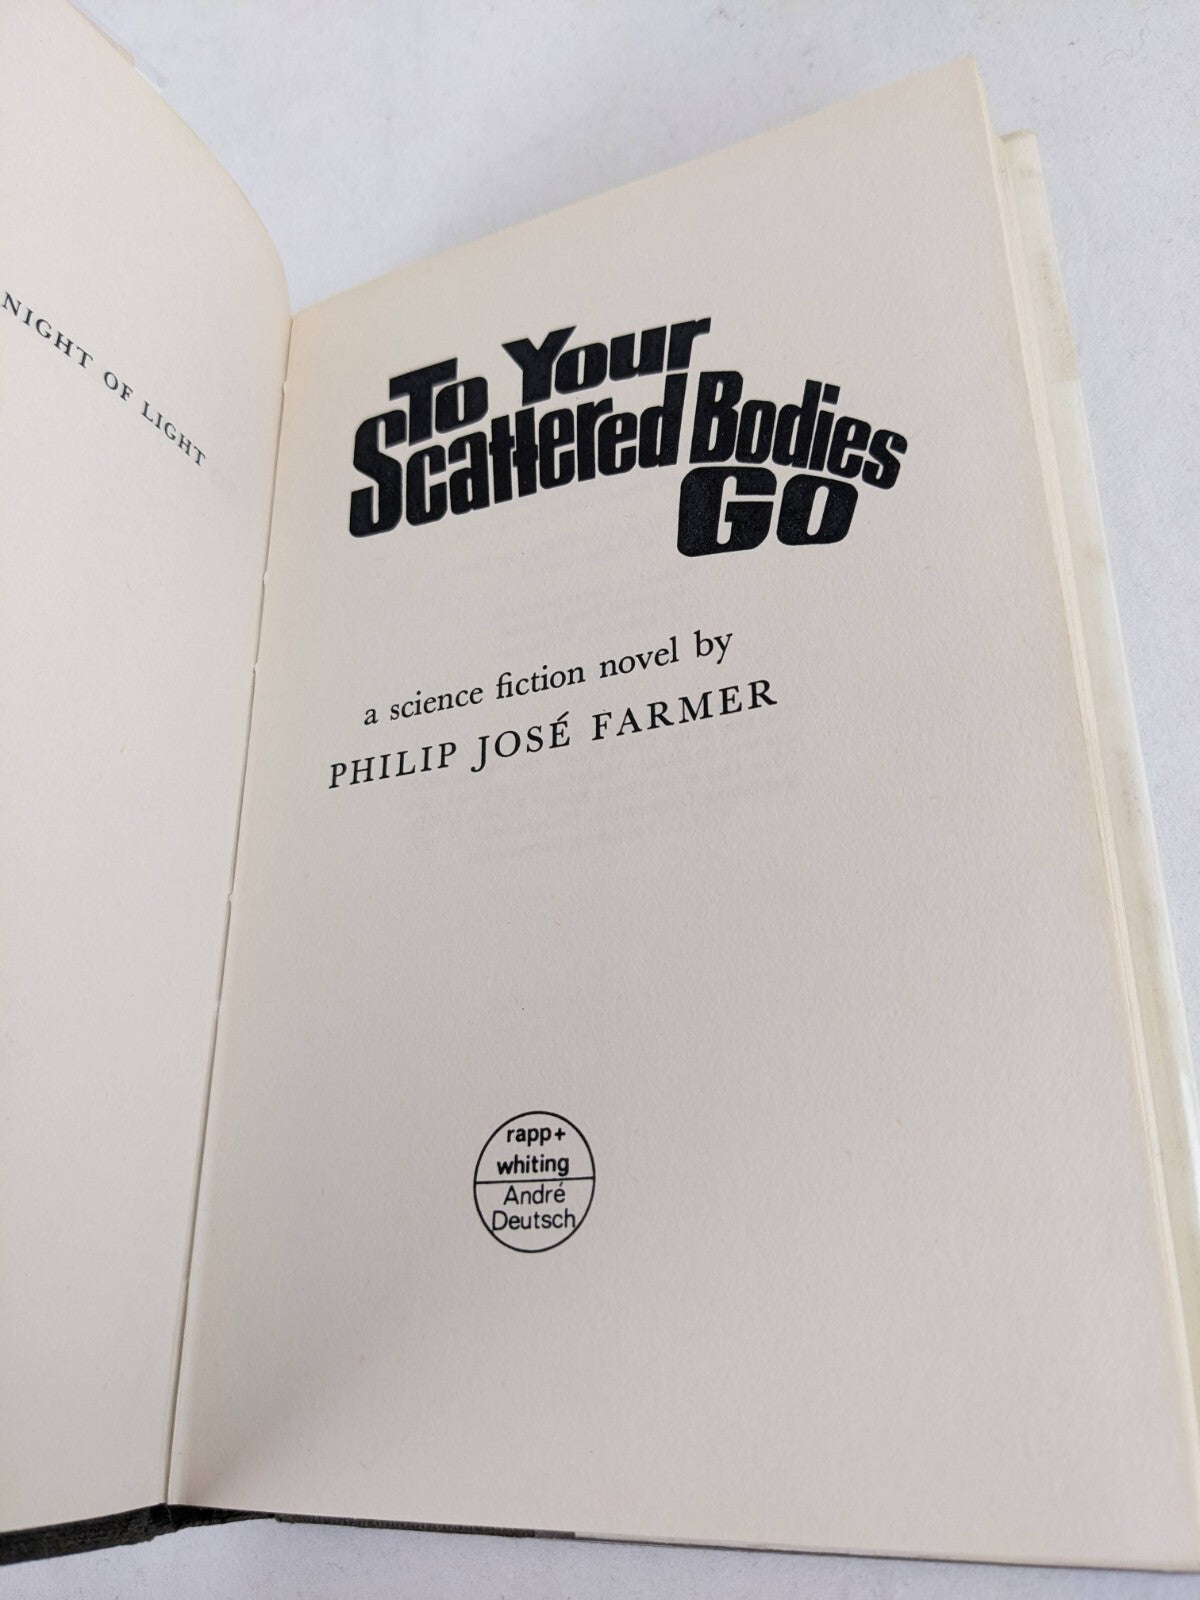 NIGHT OF LIGHT
To Your
Scattered Bodies
GO
a science fiction novel by
PHILIP JOSÉ FARMER
rapp+
whiting
André
Deutsch